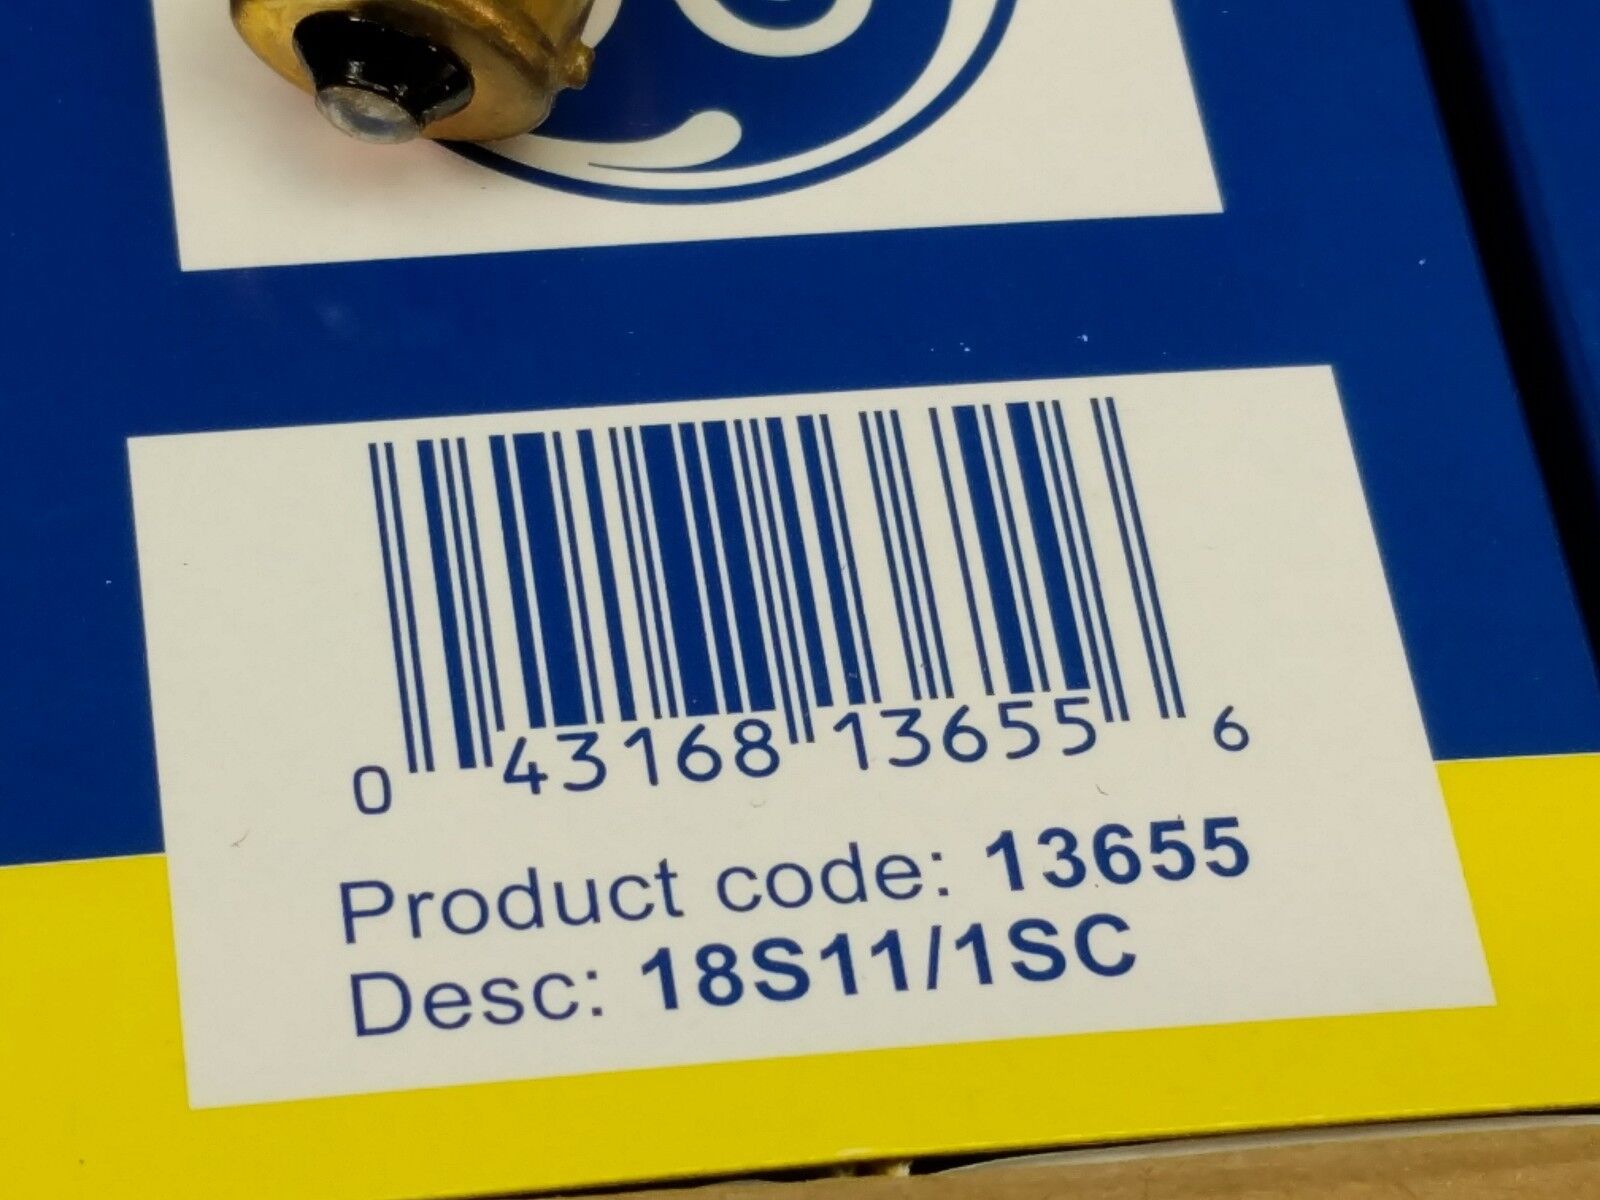 0 43168 13655 6
Product code: 13655
Desc: 18S11/1SC